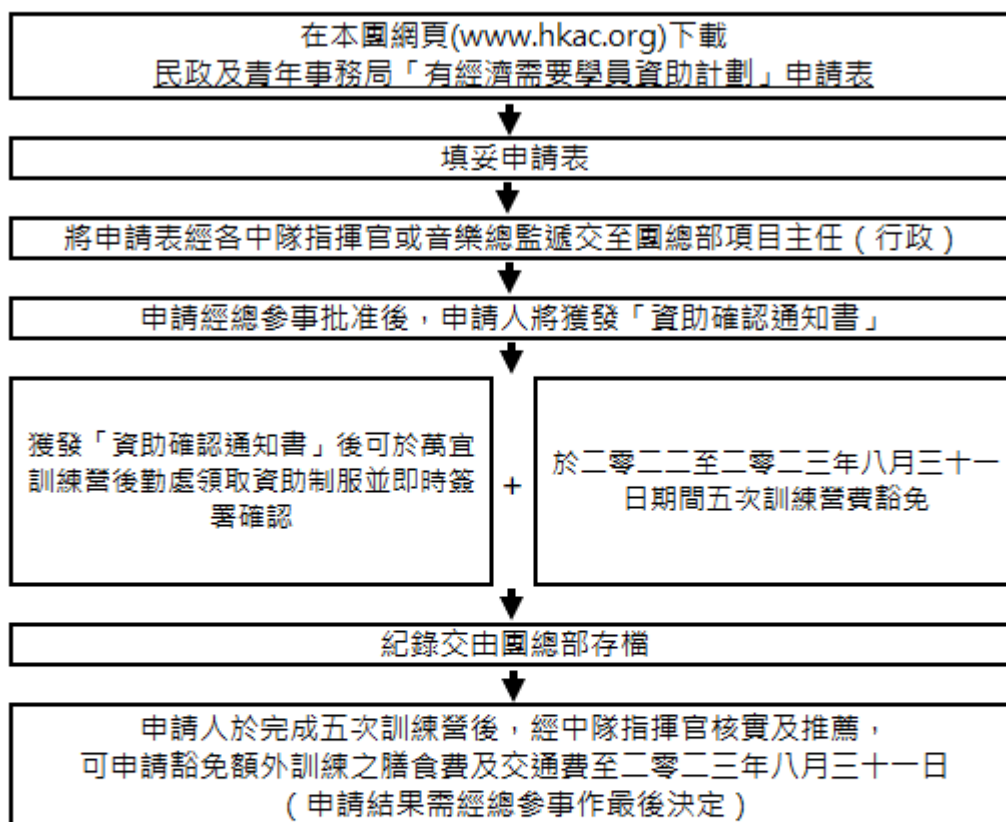 在本團網頁(www.hkac.org)下載
民政及青年事務局「有經濟需要學員資助計劃」申請表
填妥申請表
將申請表經各中隊指揮官或音樂總監遞交至團總部項目主任（行政）
申請經總參事批准後，申請人將獲發「資助確認通知書」
獲發「資助確認通知書」後可於萬宜
訓練營後勤處領取資助制服並即時簽
署確認
+
於二零二二至二零二三年八月三十一
日期間五次訓練營費豁免
紀錄交由團總部存檔
申請人於完成五次訓練營後，經中隊指揮官核實及推薦，
可申請豁免額外訓練之膳食費及交通費至二零二三年八月三十一日
（申請結果需經總參事作最後決定）